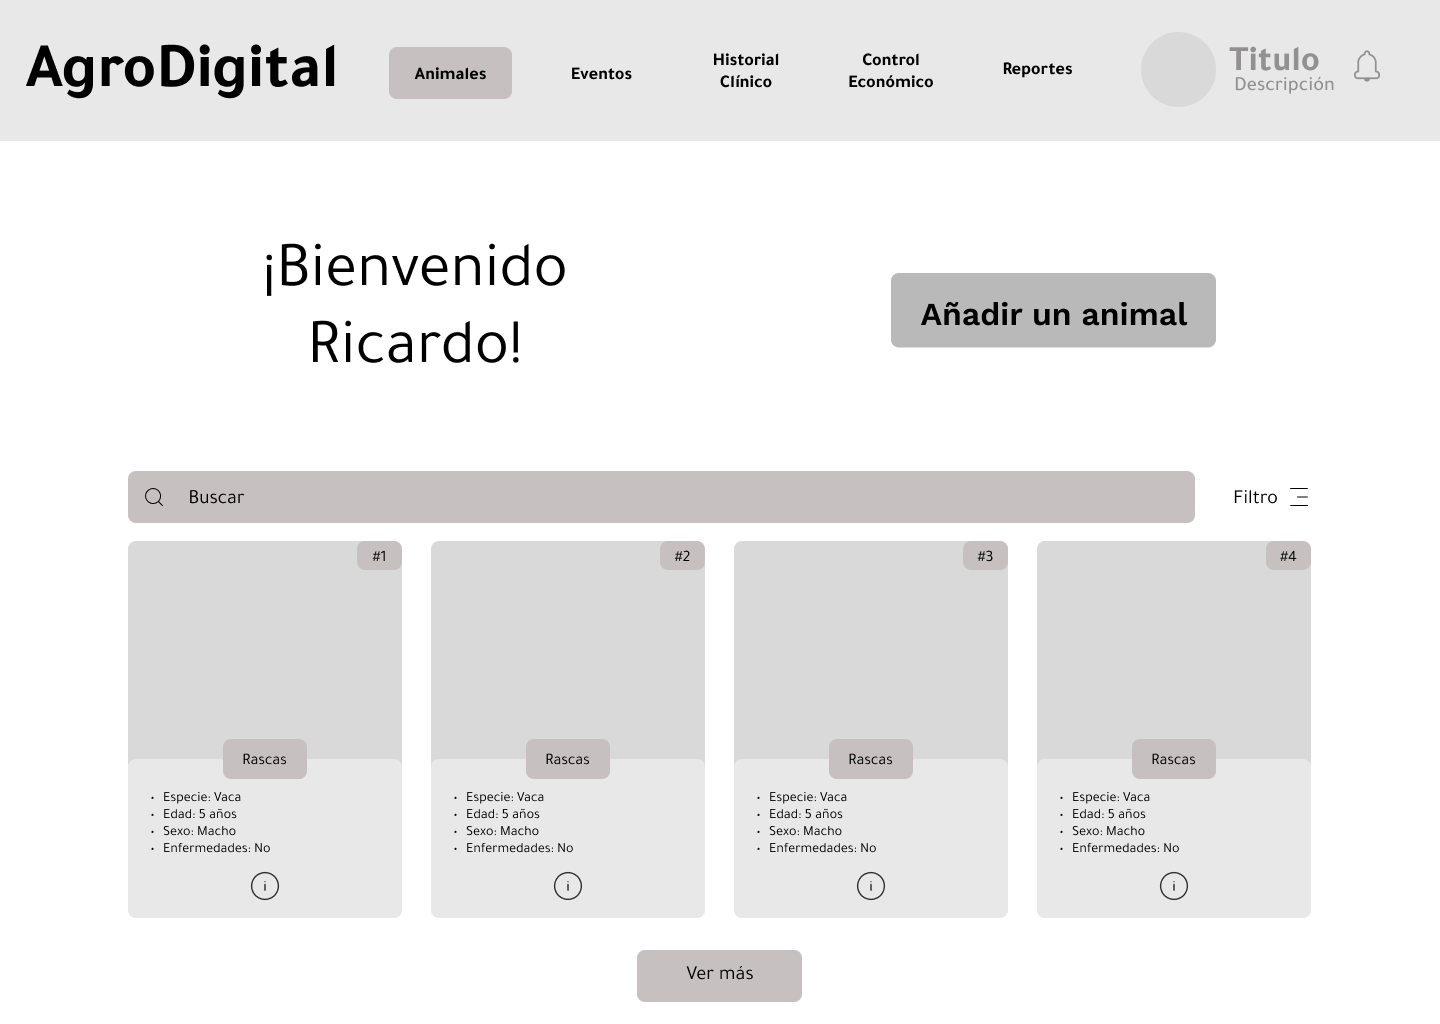 AgroDigital
Animales
Eventos
Historial
Clínico
Control
Económico
Reportes
Titulo
Descripción
¡Bienvenido
Ricardo!
Añadir un animal
Buscar
Filtro
#1
Rascas
• Especie: Vaca
• Edad: 5 años
• Sexo: Macho
• Enfermedades: No
i
#2
Rascas
• Especie: Vaca
• Edad: 5 años
• Sexo: Macho
• Enfermedades: No
i
#3
Rascas
• Especie: Vaca
• Edad: 5 años
• Sexo: Macho
• Enfermedades: No
i
#4
Rascas
• Especie: Vaca
• Edad: 5 años
• Sexo: Macho
• Enfermedades: No
i
Ver más